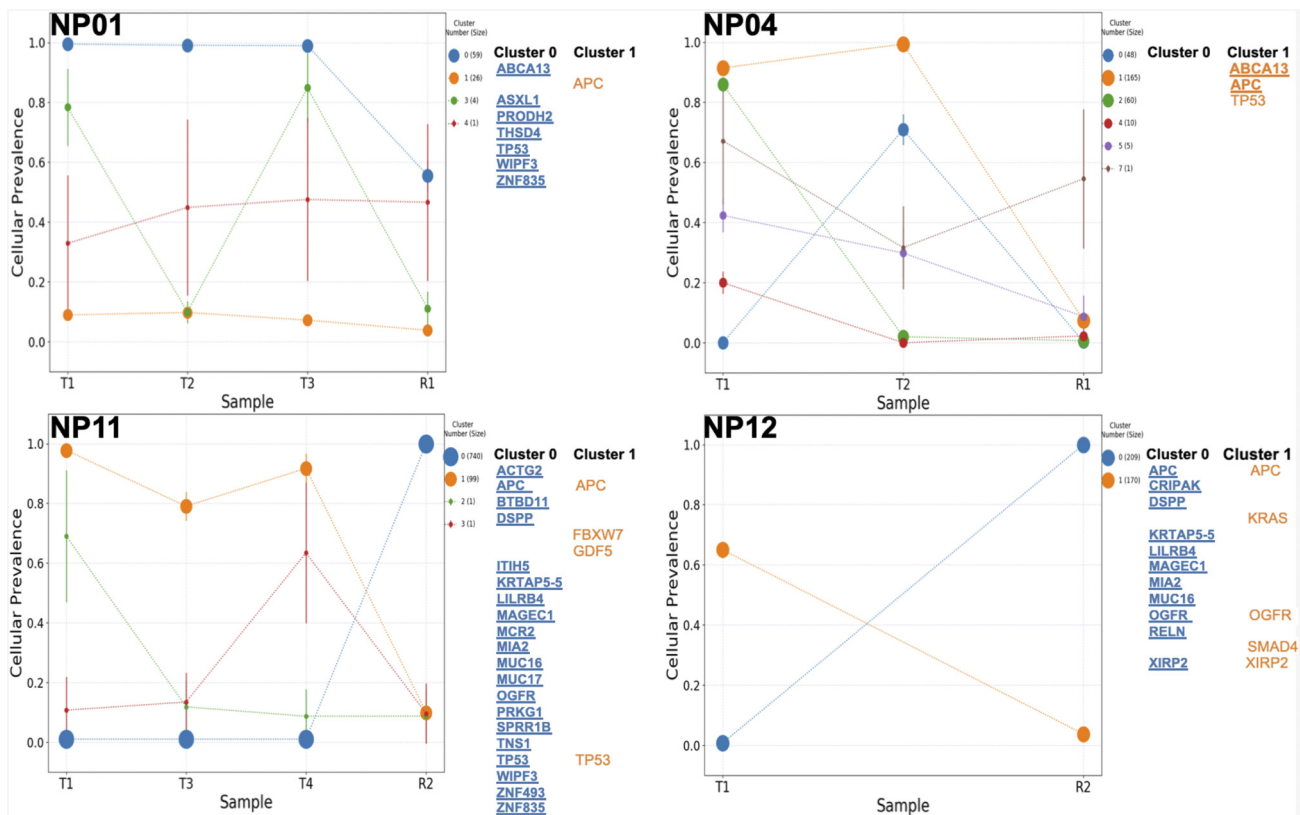 NP01
Cluster
Number (Size)
0 (59)
1 (26)
3 (4)
4 (1)
Cluster 0 Cluster 1
ABCA13
APC
ASXL1
PRODH2
THSD4
TP53
WIPF3
ZNF835
Cellular Prevalence
1.0
0.8
0.6
0.4
0.2
0.0
T1 T2 T3 R1
Sample
NP04
Cluster
Number (Size)
0 (48)
1 (165)
2 (60)
4 (10)
5 (5)
7 (1)
Cluster 0 Cluster 1
ABCA13
APC
TP53
Cellular Prevalence
1.0
0.8
0.6
0.4
0.2
0.0
T1 T2 R1
Sample
NP11
Cluster
Number (Size)
0 (740)
1 (99)
2 (1)
3 (1)
Cluster 0 Cluster 1
ACTG2
APC APC
BTBD11
DSPP
FBXW7
GDF5
ITIH5
KRTAP5-5
LILRB4
MAGEC1
MCR2
MIA2
MUC16
MUC17
OGFR
PRKG1
SPRR1B
TNS1
TP53 TP53
WIPF3
ZNF493
ZNF835
Cellular Prevalence
1.0
0.8
0.6
0.4
0.2
0.0
T1 T3 T4 R2
Sample
NP12
Cluster
Number (Size)
0 (209)
1 (170)
Cluster 0 Cluster 1
APC APC
CRIPAK
DSPP
KRAS
KRTAP5-5
LILRB4
MAGEC1
MIA2
MUC16
OGFR OGFR
RELN
SMAD4
XIRP2 XIRP2
Cellular Prevalence
1.0
0.8
0.6
0.4
0.2
0.0
T1 R2
Sample